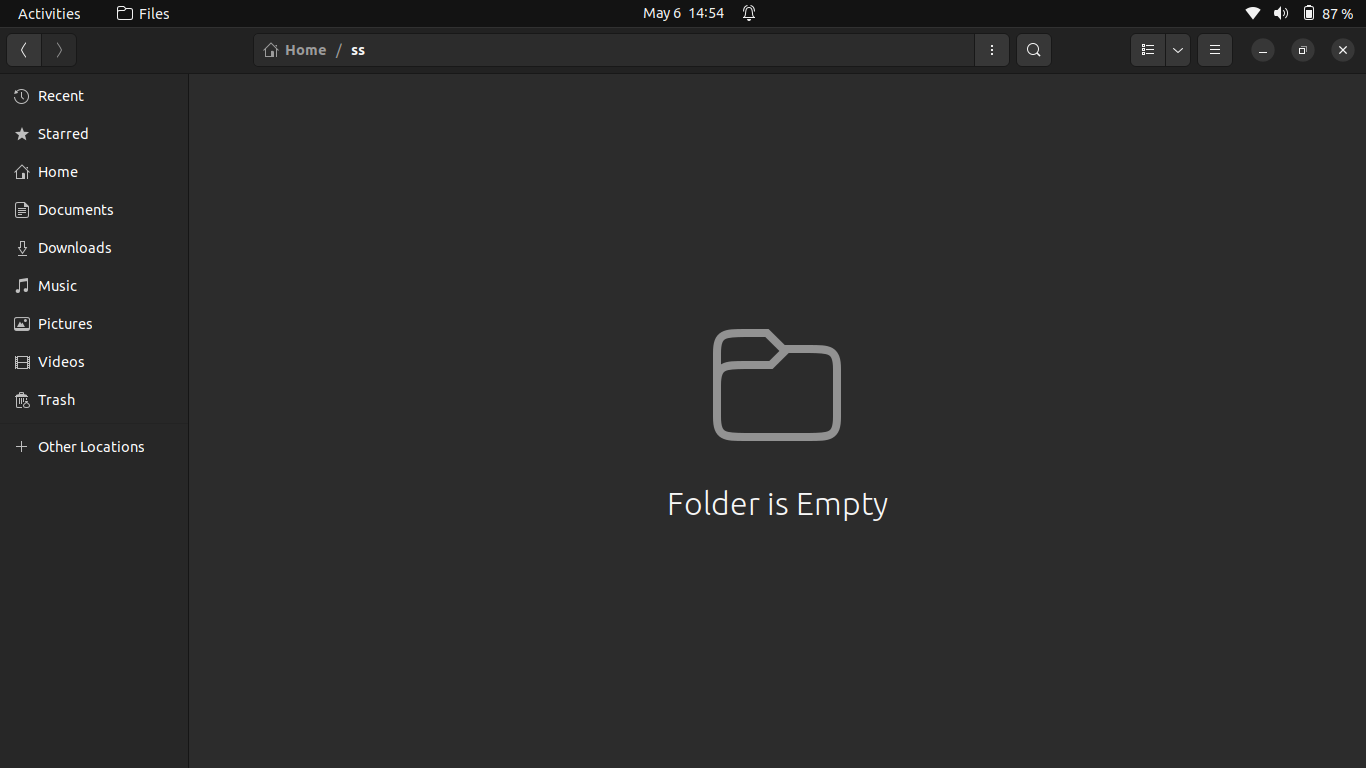 Activities Files May 6 14:54 87 %
Home / ss
Recent
Starred
Home
Documents
Downloads
Music
Pictures
Videos
Trash
Other Locations
Folder is Empty